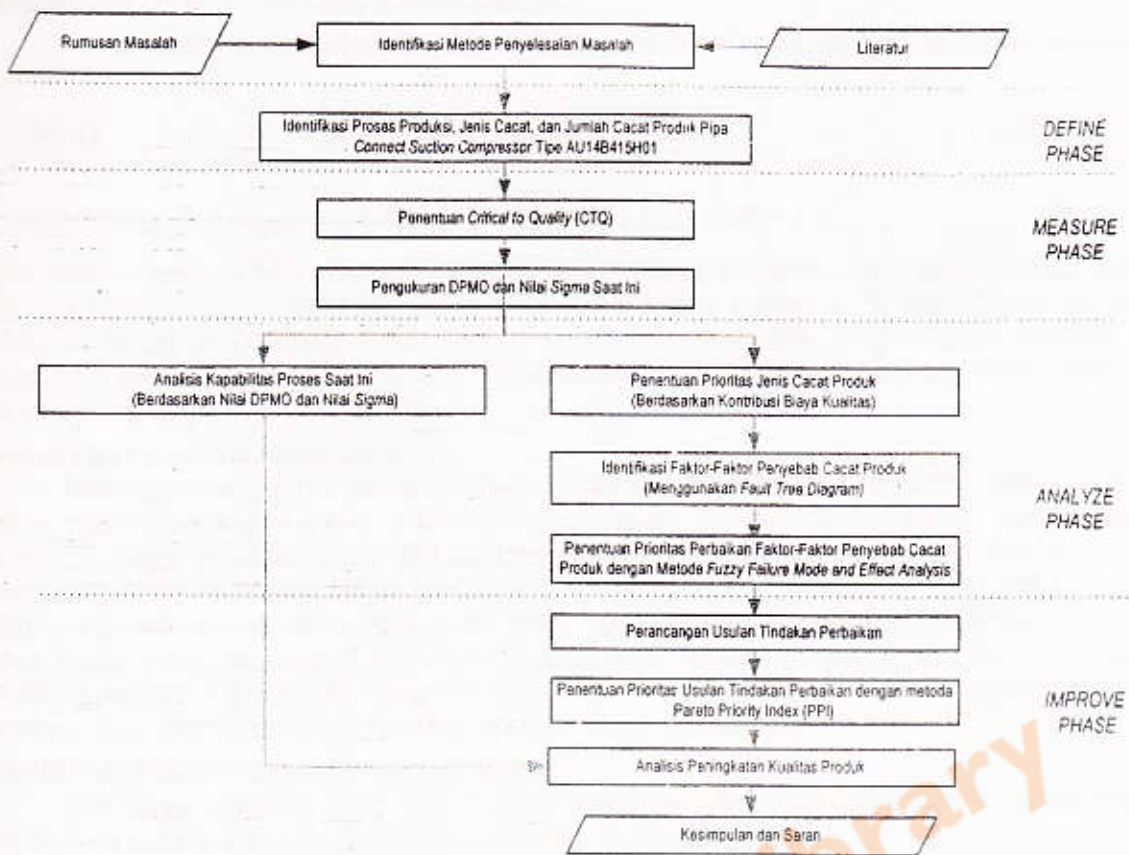 Rumusan Masalah
Identifikasi Metode Penyelesaian Masalah
Literatur
Identifikasi Proses Produksi, Jenis Cacat, dan Jumlah Cacat Produk Pipa
Connect Suction Compressor Tipe AU14B415H01
DEFINE
PHASE
Penentuan Critical to Quality (CTQ)
MEASURE
PHASE
Pengukuran DPMO dan Nilai Sigma Saat Ini
Analisis Kapabilitas Proses Saat Ini
(Berdasarkan Nilai DPMO dan Nilai Sigma)
Penentuan Prioritas Jenis Cacat Produk
(Berdasarkan Kontribusi Biaya Kualitas)
Identifikasi Faktor-Faktor Penyebab Cacat Produk
(Menggunakan Fault Tree Diagram)
ANALYZE
PHASE
Penentuan Prioritas Perbaikan Faktor-Faktor Penyebab Cacat
Produk dengan Metode Fuzzy Failure Mode and Effect Analysis
Perancangan Usulan Tindakan Perbaikan
Penentuan Prioritas Usulan Tindakan Perbaikan dengan metoda
Pareto Priority Index (PPI)
IMPROVE
PHASE
Analisis Peningkatan Kualitas Produk
Kesimpulan dan Saran